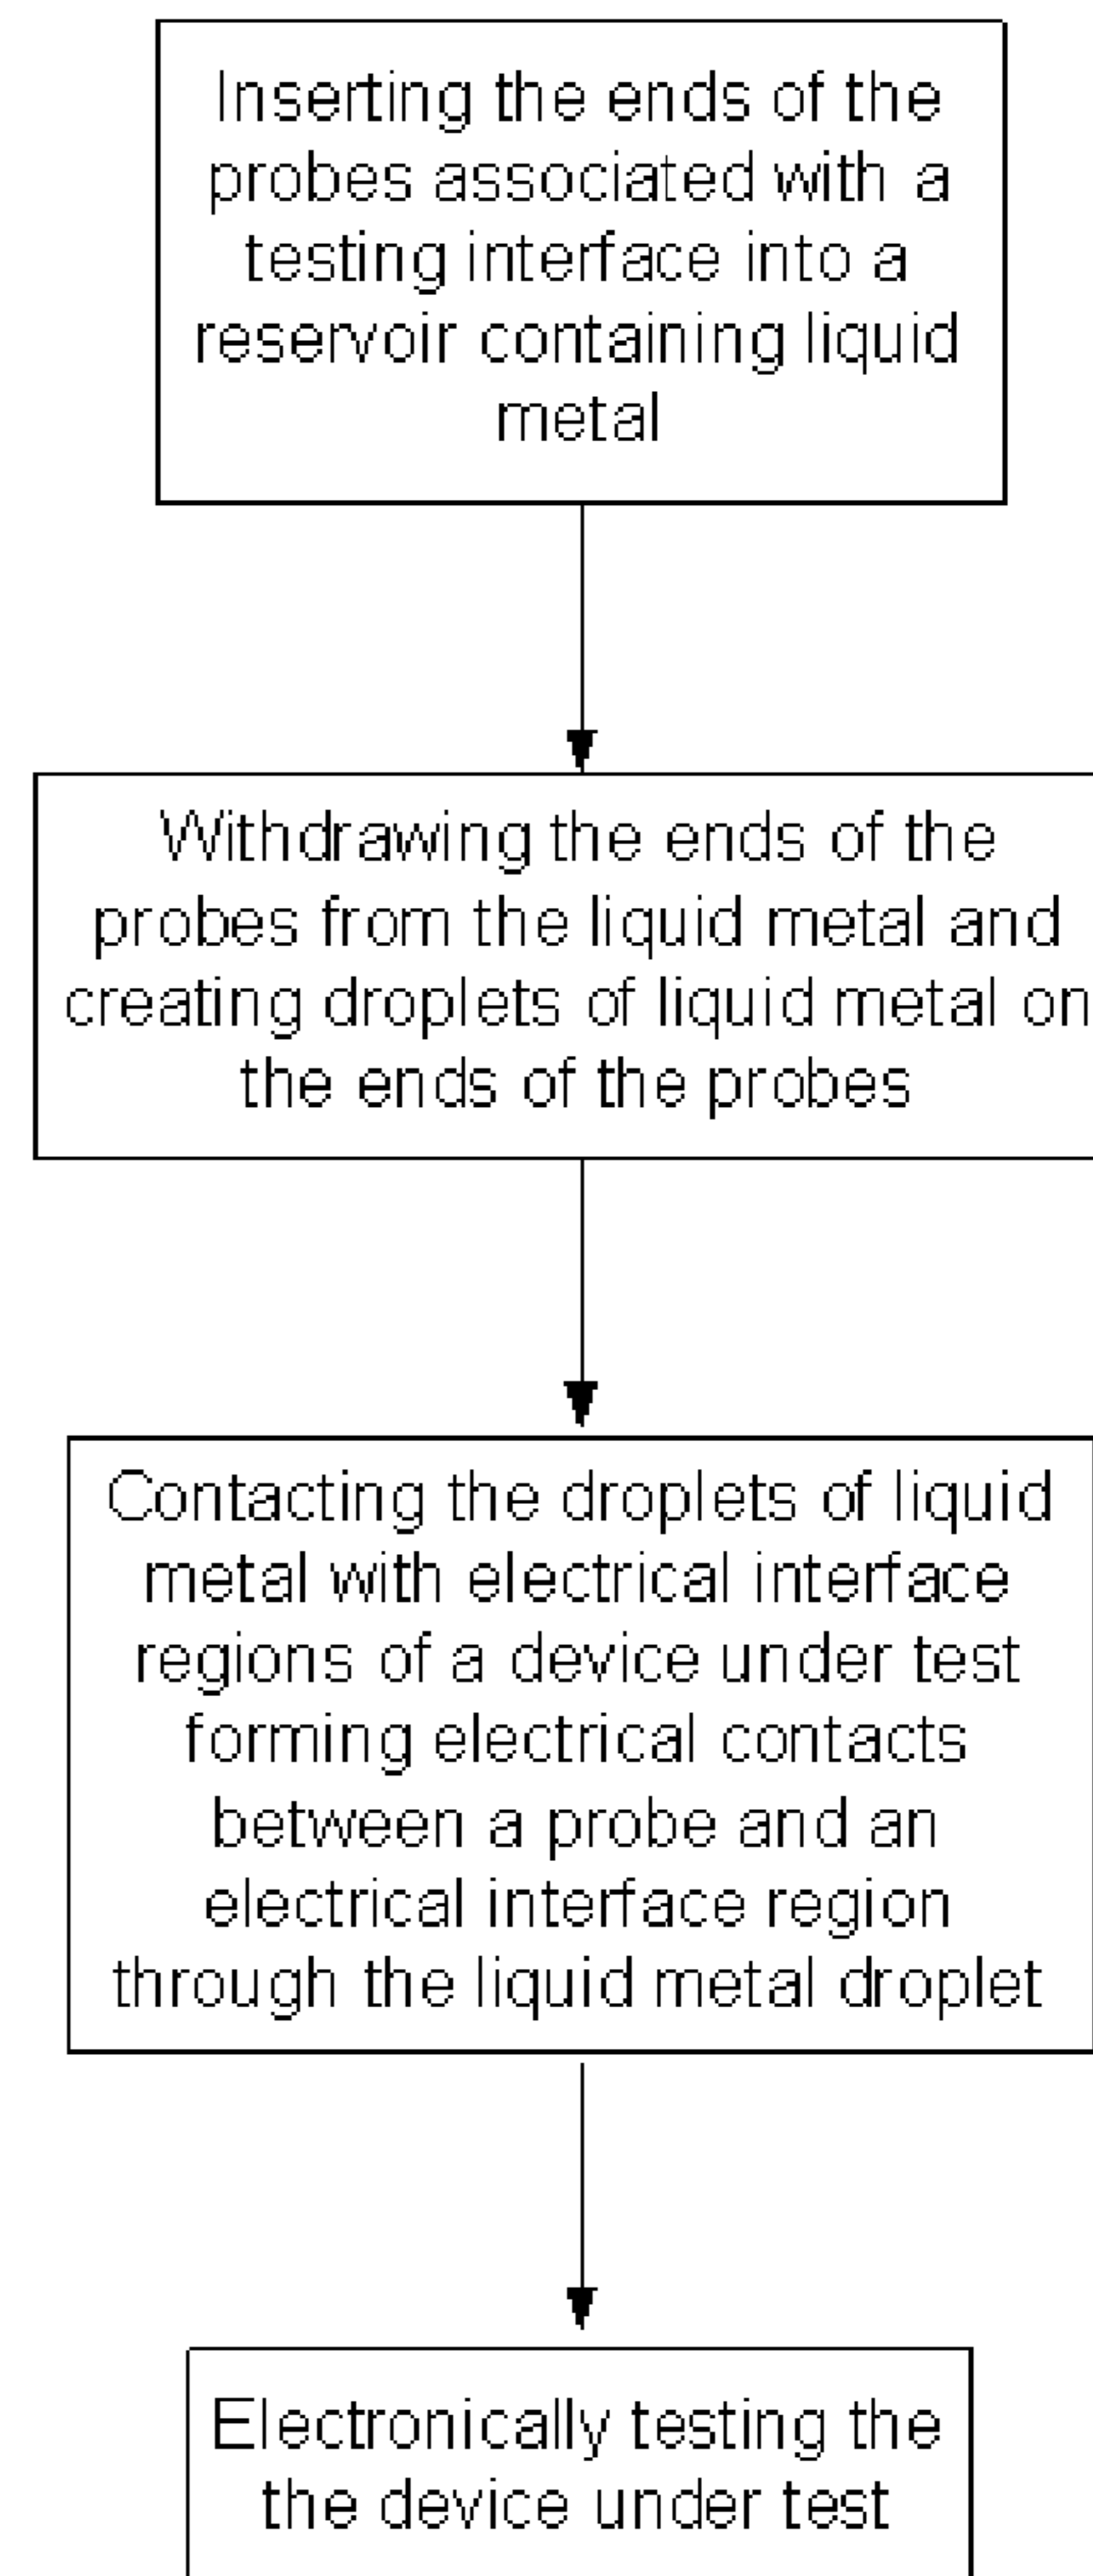 Inserting the ends of the
probes associated with a
testing interface into a
reservoir containing liquid
metal
Withdrawing the ends of the
probes from the liquid metal and
creating droplets of liquid metal on
the ends of the probes
Contacting the droplets of liquid
metal with electrical interface
regions of a device under test
forming electrical contacts
between a probe and an
electrical interface region
through the liquid metal droplet
Electronically testing the
the device under test